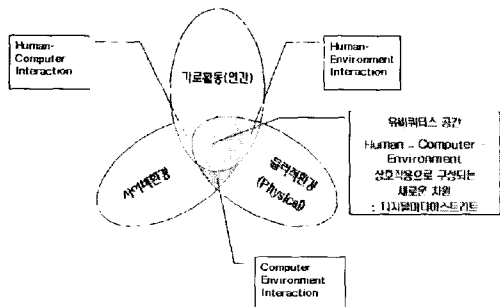 Human-
Computer
Interaction
Human-
Environment
Interaction
가로활동(인간)
유비쿼터스 공간
Human – Computer –
Environment
상호작용으로 구성되는
새로운 차원
: 디지털미디어스트리트
사이버환경
물리적환경
(Physical)
Computer
Environment
Interaction